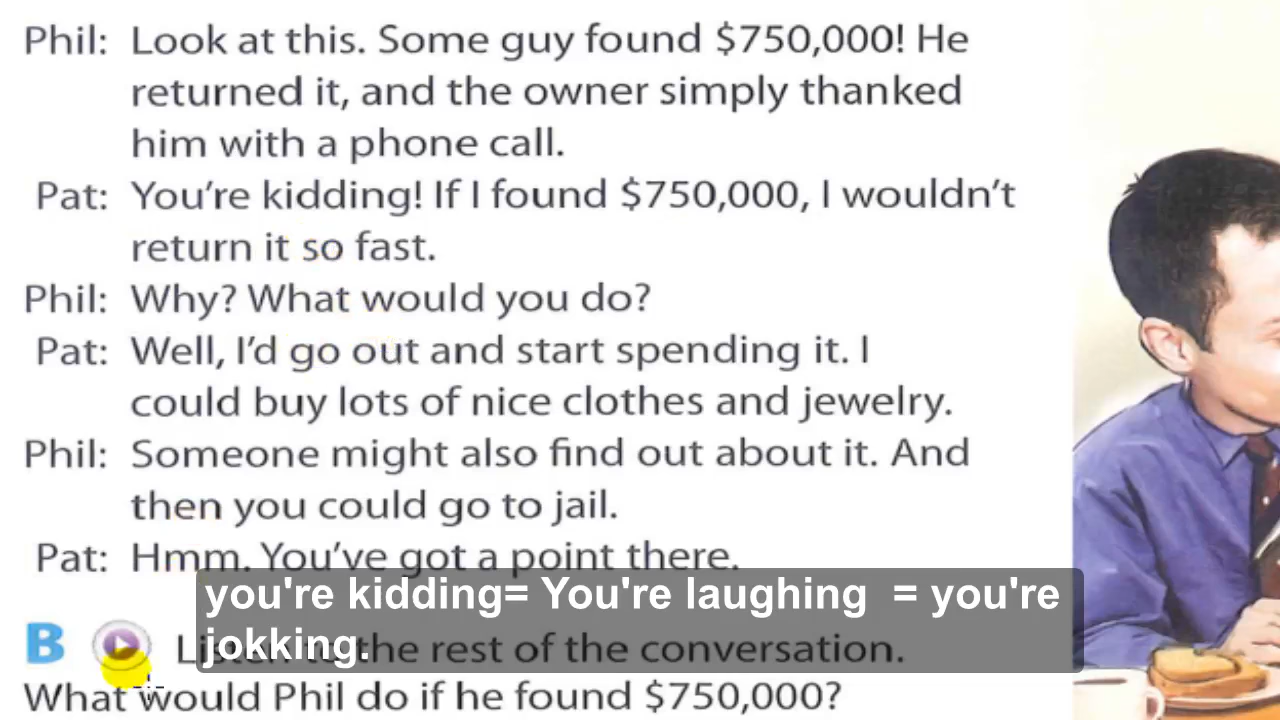 Phil: Look at this. Some guy found $750,000! He
returned it, and the owner simply thanked
him with a phone call.
Pat: You're kidding! If I found $750,000, I wouldn't
return it so fast.
Phil: Why? What would you do?
Pat: Well, I'd go out and start spending it. I
could buy lots of nice clothes and jewelry.
Phil: Someone might also find out about it. And
then you could go to jail.
Pat: Hmm. You've got a point there.
you're kidding= You're laughing = you're
jokking.
B Listen to the rest of the conversation.
What would Phil do if he found $750,000?